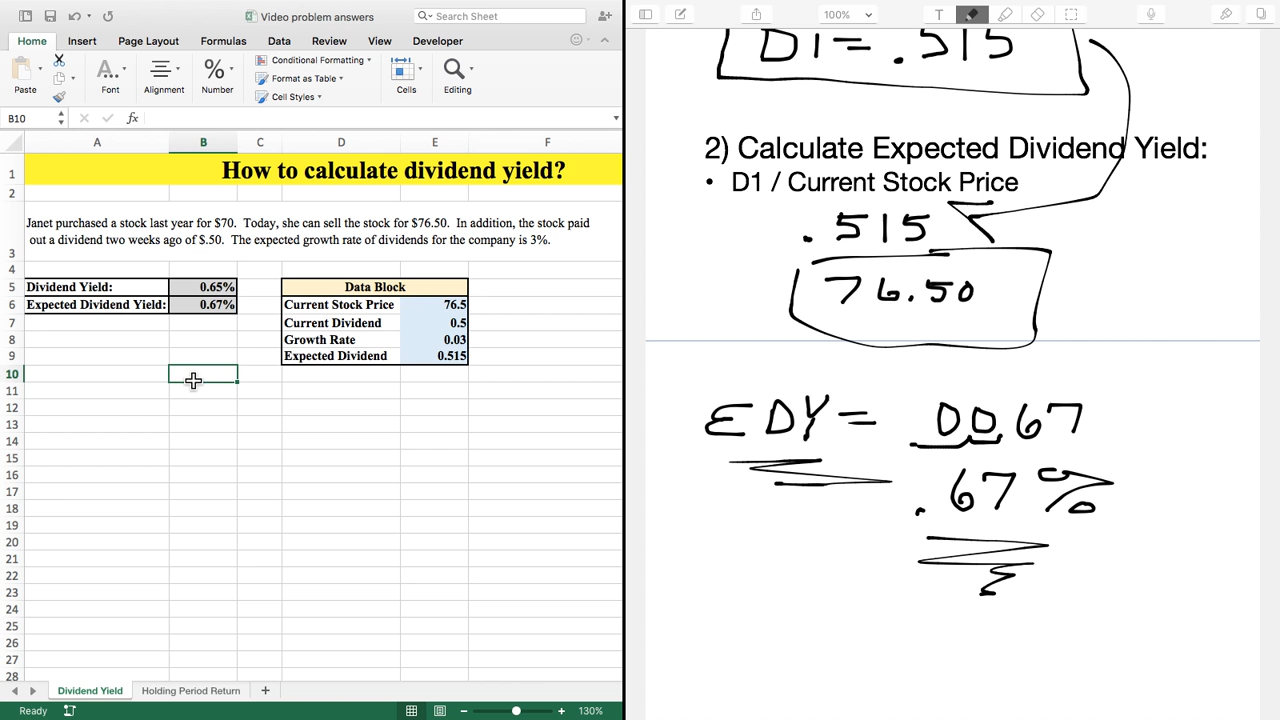 Video problem answers
Search Sheet
Home Insert Page Layout Formulas Data Review View Developer
Paste Font Alignment Number Conditional Formatting Format as Table Cell Styles Cells Editing
B10 fx
A B C D E F
1 How to calculate dividend yield?
2
Janet purchased a stock last year for $70. Today, she can sell the stock for $76.50. In addition, the stock paid
3 out a dividend two weeks ago of $.50. The expected growth rate of dividends for the company is 3%.
4
5 Dividend Yield: 0.65% Data Block
6 Expected Dividend Yield: 0.67% Current Stock Price 76.5
7 Current Dividend 0.5
8 Growth Rate 0.03
9 Expected Dividend 0.515
10
11
12
13
14
15
16
17
18
19
20
21
22
23
24
25
26
27
28
Dividend Yield Holding Period Return +
Ready 130%
100% T
D1 = .515
2) Calculate Expected Dividend Yield:
• D1 / Current Stock Price
.515
76.50
EDY = 0067
.67%